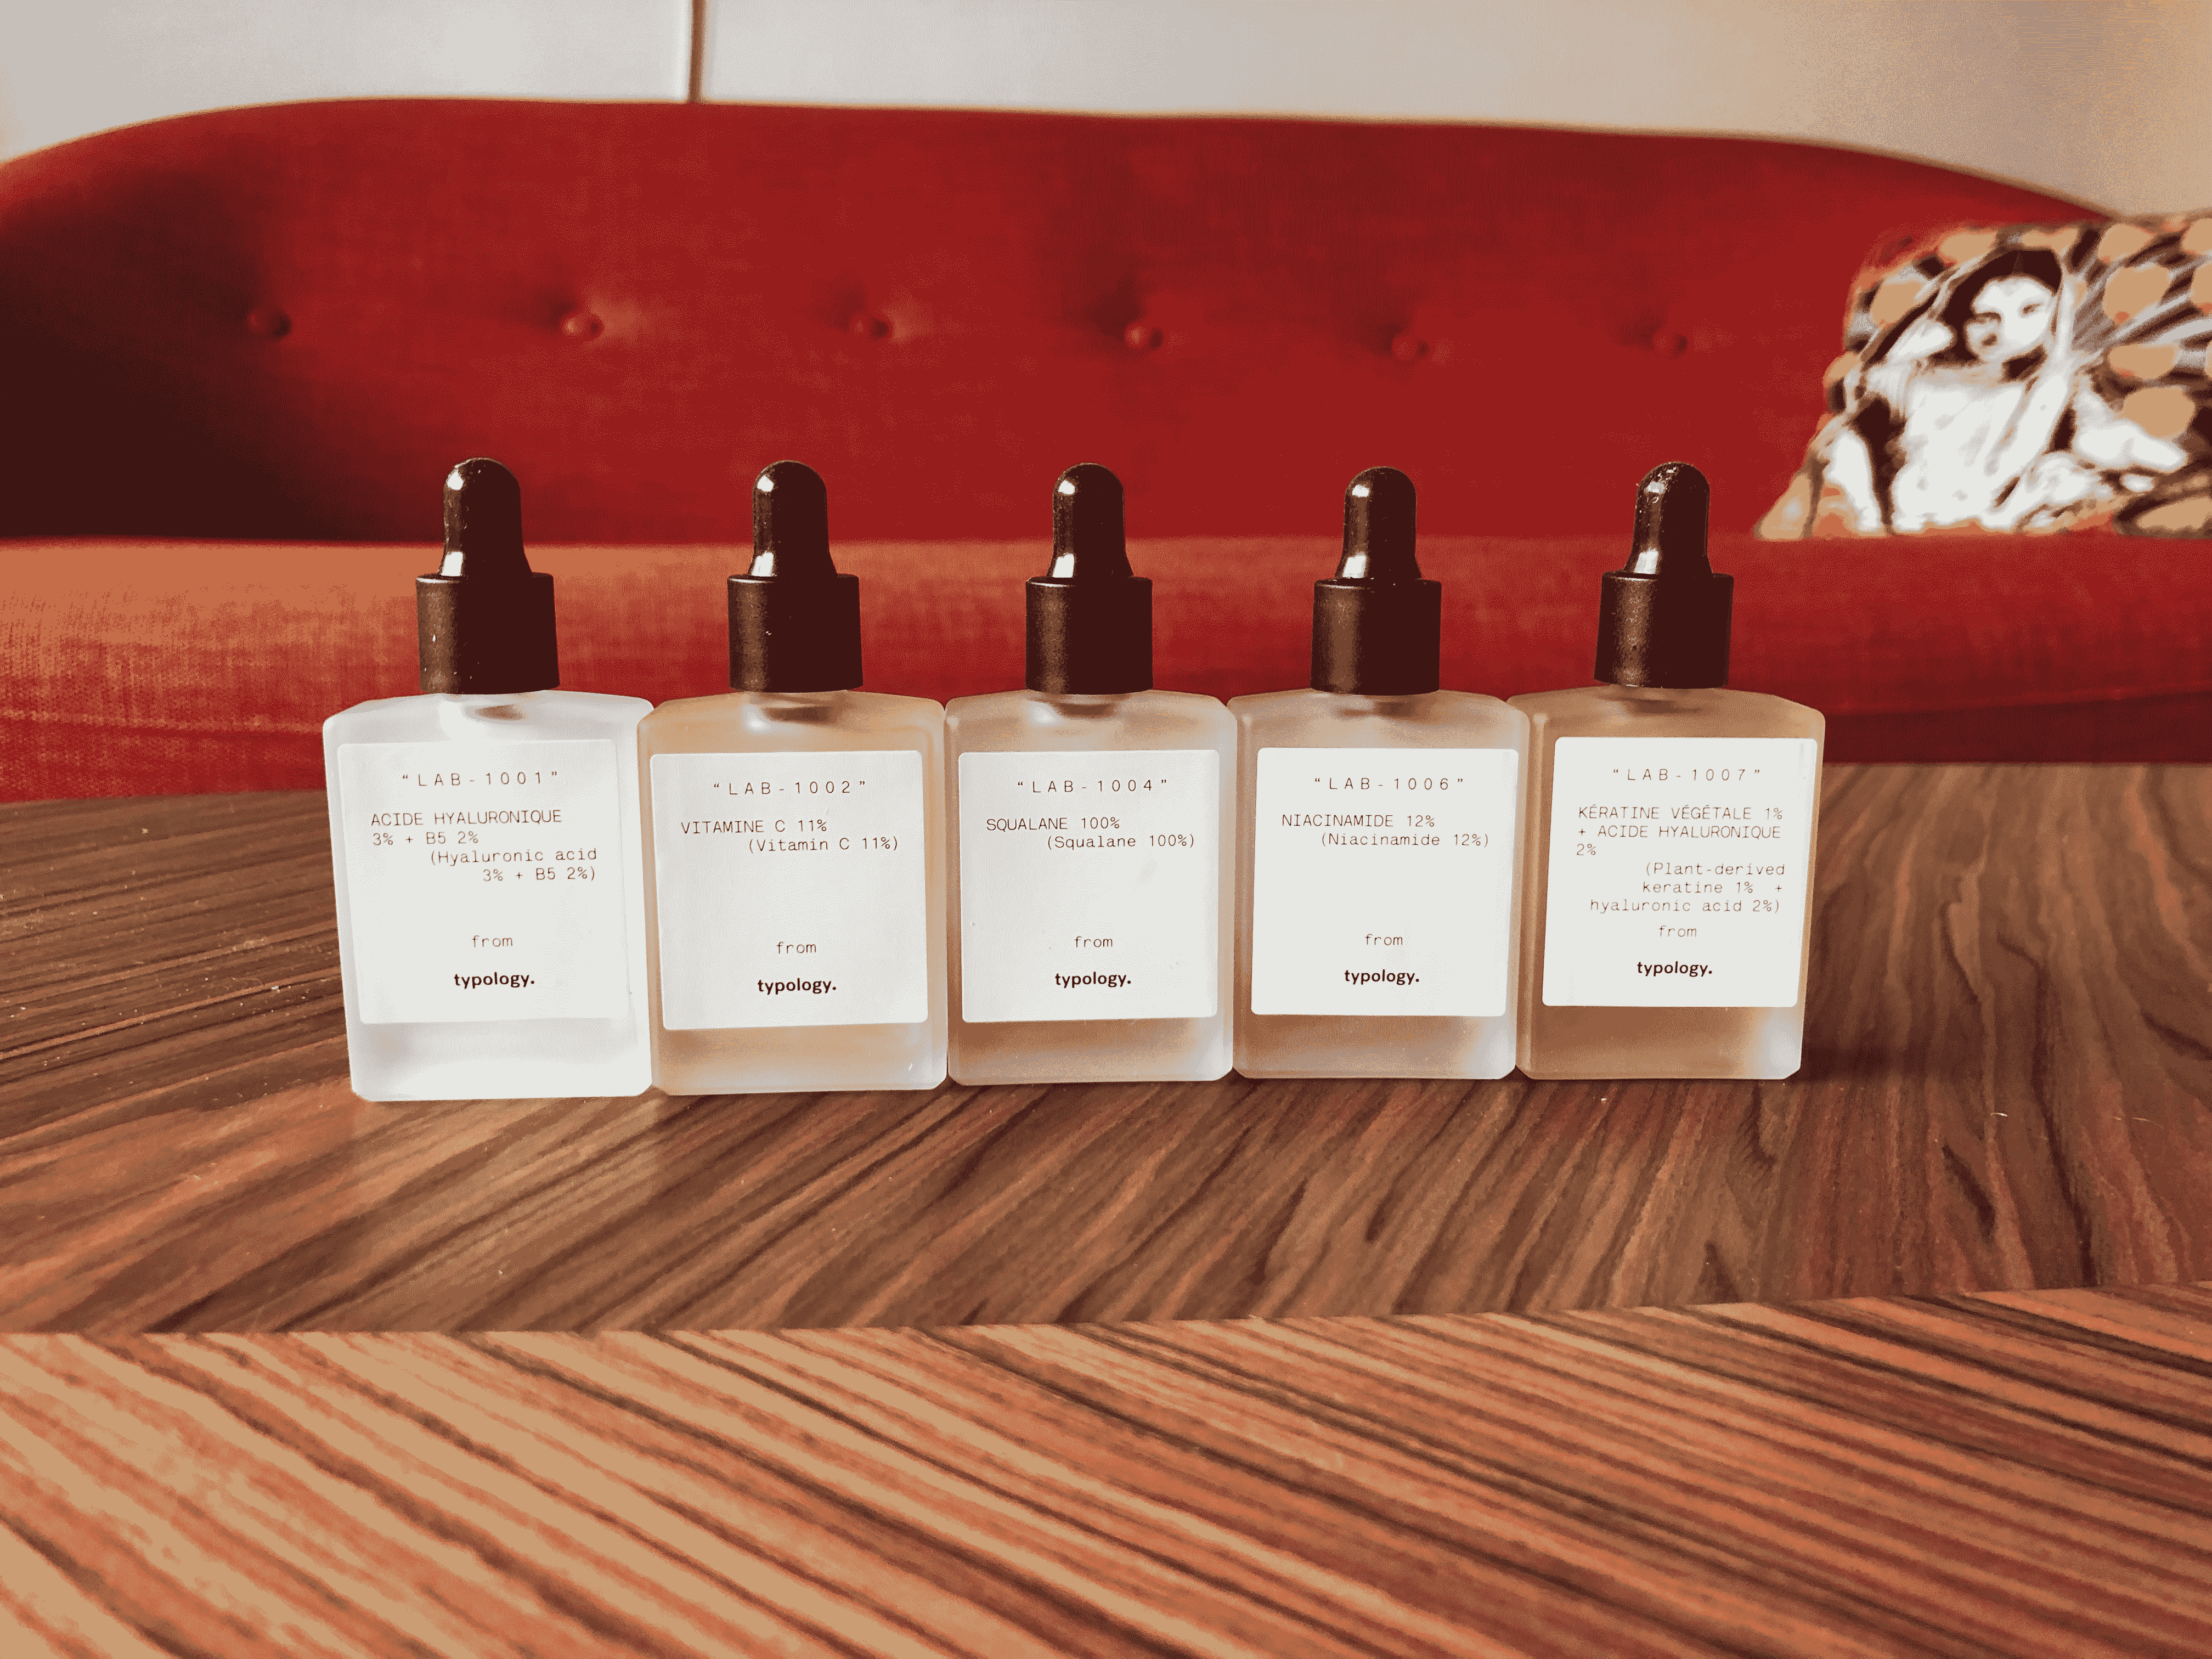 “LAB-1001”
ACIDE HYALURONIQUE
3% + B5 2%
(Hyaluronic acid
3% + B5 2%)
from
typology.
“LAB-1002”
VITAMINE C 11%
(Vitamin C 11%)
from
typology.
“LAB-1004”
SQUALANE 100%
(Squalane 100%)
from
typology.
“LAB-1006”
NIACINAMIDE 12%
(Niacinamide 12%)
from
typology.
“LAB-1007”
KÉRATINE VÉGÉTALE 1%
+ ACIDE HYALURONIQUE
2%
(Plant-derived
keratine 1% +
hyaluronic acid 2%)
from
typology.